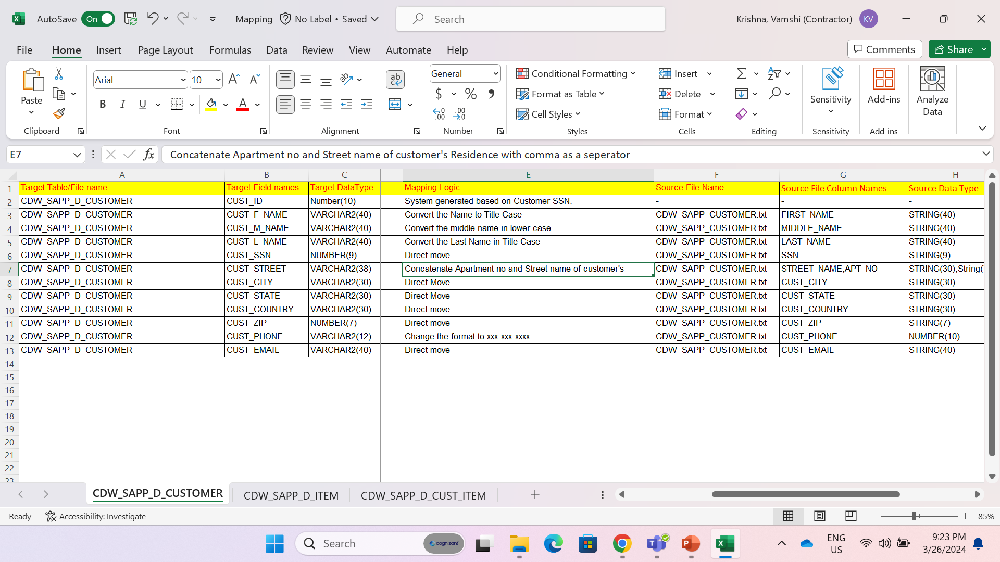 AutoSave On Mapping No Label • Saved Search Krishna, Vamshi (Contractor) KV
File Home Insert Page Layout Formulas Data Review View Automate Help Comments Share
Paste Arial 10 General Conditional Formatting Insert Sensitivity Add-ins Analyze Data
B I U Format as Table Delete
Cell Styles Format
Clipboard Font Alignment Number Styles Cells Editing Sensitivity Add-ins
E7 fx Concatenate Apartment no and Street name of customer's Residence with comma as a seperator
A B C E F G H
1 Target Table/File name Target Field names Target DataType Mapping Logic Source File Name Source File Column Names Source Data Type
2 CDW_SAPP_D_CUSTOMER CUST_ID Number(10) System generated based on Customer SSN. - - -
3 CDW_SAPP_D_CUSTOMER CUST_F_NAME VARCHAR2(40) Convert the Name to Title Case CDW_SAPP_CUSTOMER.txt FIRST_NAME STRING(40)
4 CDW_SAPP_D_CUSTOMER CUST_M_NAME VARCHAR2(40) Convert the middle name in lower case CDW_SAPP_CUSTOMER.txt MIDDLE_NAME STRING(40)
5 CDW_SAPP_D_CUSTOMER CUST_L_NAME VARCHAR2(40) Convert the Last Name in Title Case CDW_SAPP_CUSTOMER.txt LAST_NAME STRING(40)
6 CDW_SAPP_D_CUSTOMER CUST_SSN NUMBER(9) Direct move CDW_SAPP_CUSTOMER.txt SSN STRING(9)
7 CDW_SAPP_D_CUSTOMER CUST_STREET VARCHAR2(38) Concatenate Apartment no and Street name of customer's CDW_SAPP_CUSTOMER.txt STREET_NAME,APT_NO STRING(30),String(
8 CDW_SAPP_D_CUSTOMER CUST_CITY VARCHAR2(30) Direct Move CDW_SAPP_CUSTOMER.txt CUST_CITY STRING(30)
9 CDW_SAPP_D_CUSTOMER CUST_STATE VARCHAR2(30) Direct Move CDW_SAPP_CUSTOMER.txt CUST_STATE STRING(30)
10 CDW_SAPP_D_CUSTOMER CUST_COUNTRY VARCHAR2(30) Direct move CDW_SAPP_CUSTOMER.txt CUST_COUNTRY STRING(30)
11 CDW_SAPP_D_CUSTOMER CUST_ZIP NUMBER(7) Direct move CDW_SAPP_CUSTOMER.txt CUST_ZIP STRING(7)
12 CDW_SAPP_D_CUSTOMER CUST_PHONE VARCHAR2(12) Change the format to xxx-xxx-xxxx CDW_SAPP_CUSTOMER.txt CUST_PHONE NUMBER(10)
13 CDW_SAPP_D_CUSTOMER CUST_EMAIL VARCHAR2(40) Direct move CDW_SAPP_CUSTOMER.txt CUST_EMAIL STRING(40)
14
15
16
17
18
19
20
21
22
23
CDW_SAPP_D_CUSTOMER CDW_SAPP_D_ITEM CDW_SAPP_D_CUST_ITEM
Ready Accessibility: Investigate 85%
Search cognizant ENG US 9:23 PM
3/26/2024